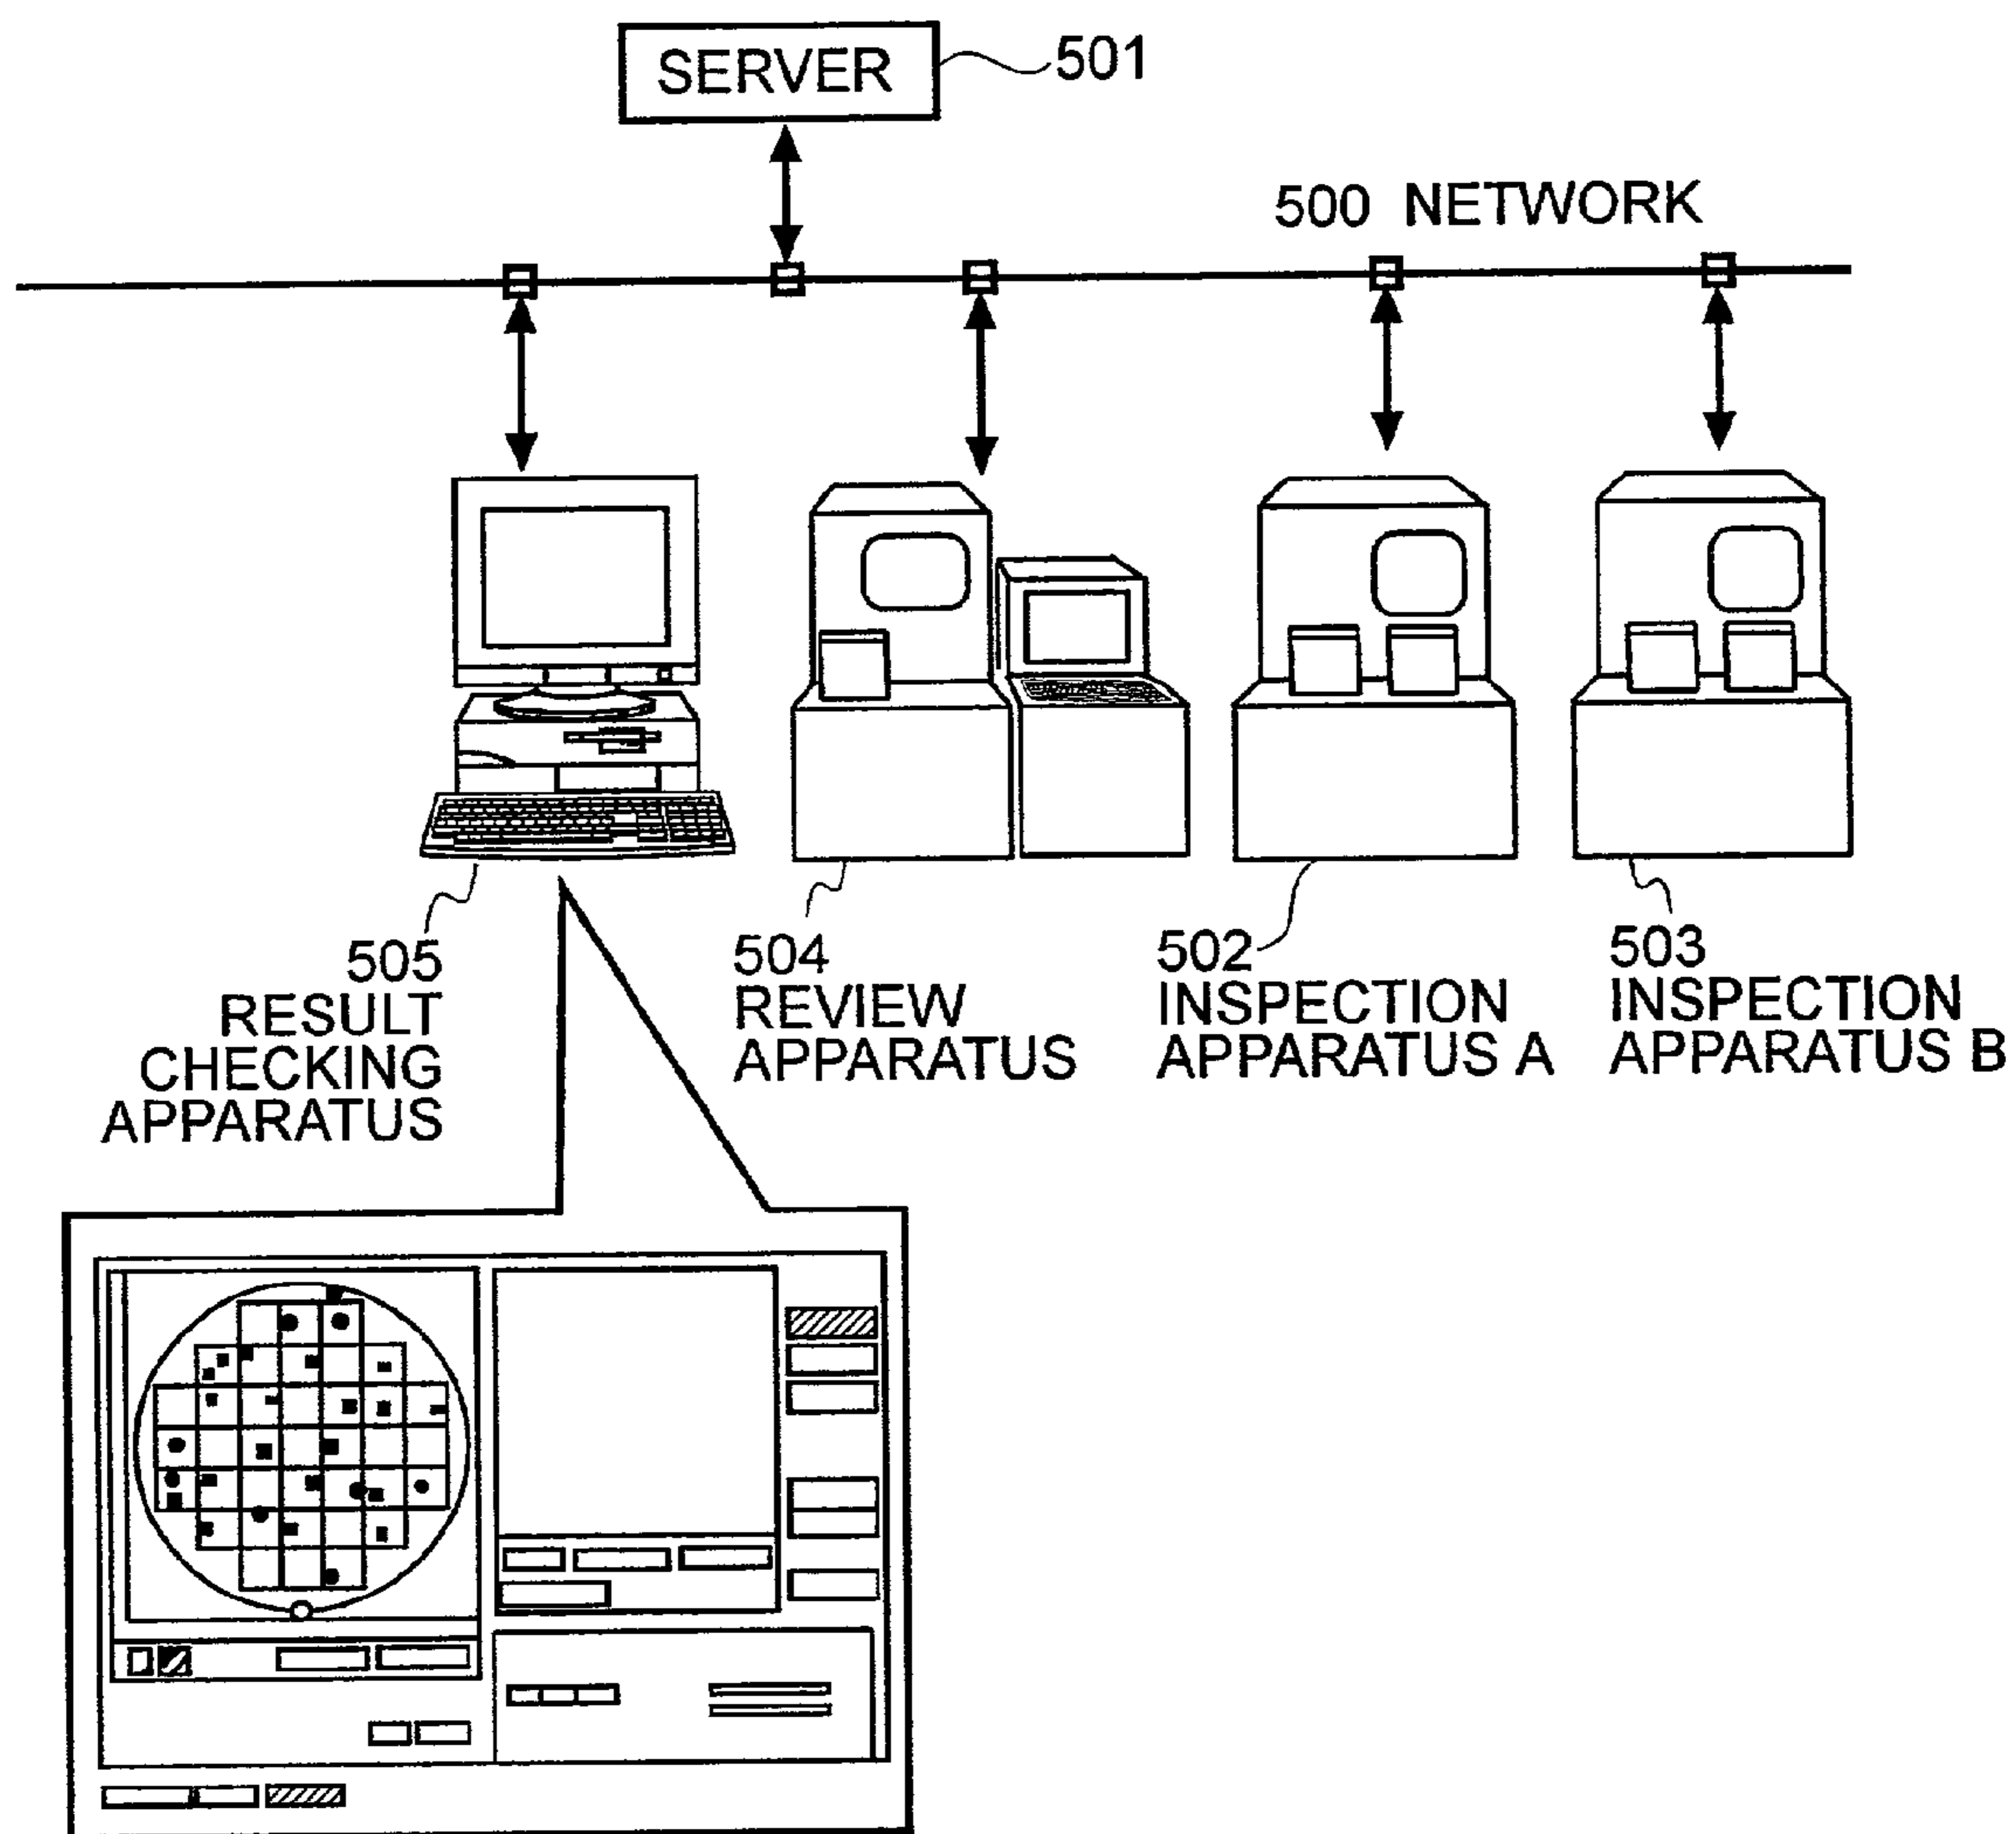 SERVER
501
500 NETWORK
505
RESULT
CHECKING
APPARATUS
504
REVIEW
APPARATUS
502
INSPECTION
APPARATUS A
503
INSPECTION
APPARATUS B